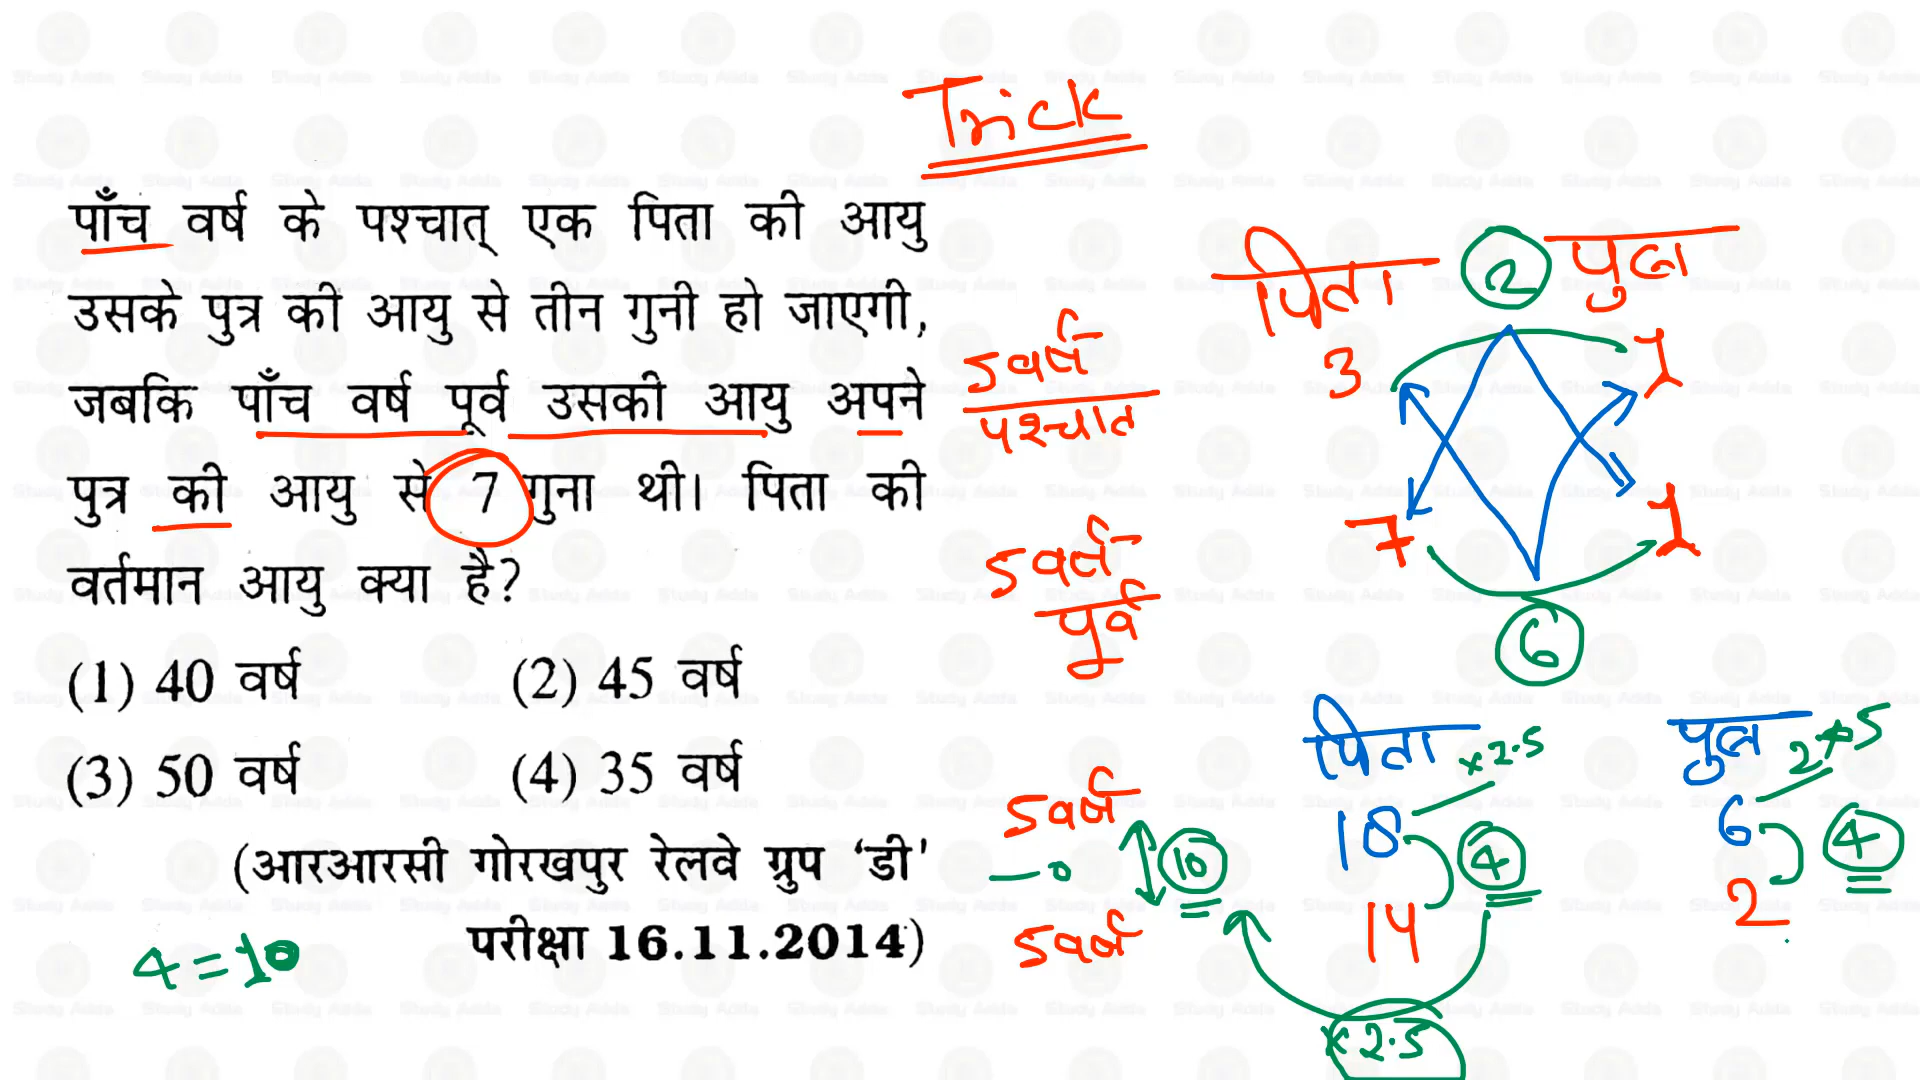 Trick
पाँच वर्ष के पश्चात् एक पिता की आयु
उसके पुत्र की आयु से तीन गुनी हो जाएगी,
जबकि पाँच वर्ष पूर्व उसकी आयु अपने
पुत्र की आयु से 7 गुना थी। पिता की
वर्तमान आयु क्या है?
(1) 40 वर्ष (2) 45 वर्ष
(3) 50 वर्ष (4) 35 वर्ष
(आरआरसी गोरखपुर रेलवे ग्रुप ‘डी’
परीक्षा 16.11.2014)
4 = 10
पिता 2 पुत्र
5 वर्ष पश्चात 3 1
5 वर्ष पूर्व 7 1
6
पिता ×2.5 पुत्र 2+5
5 वर्ष 18 6
0 10 4 4
5 वर्ष 14 2
×2.5
Study Adda